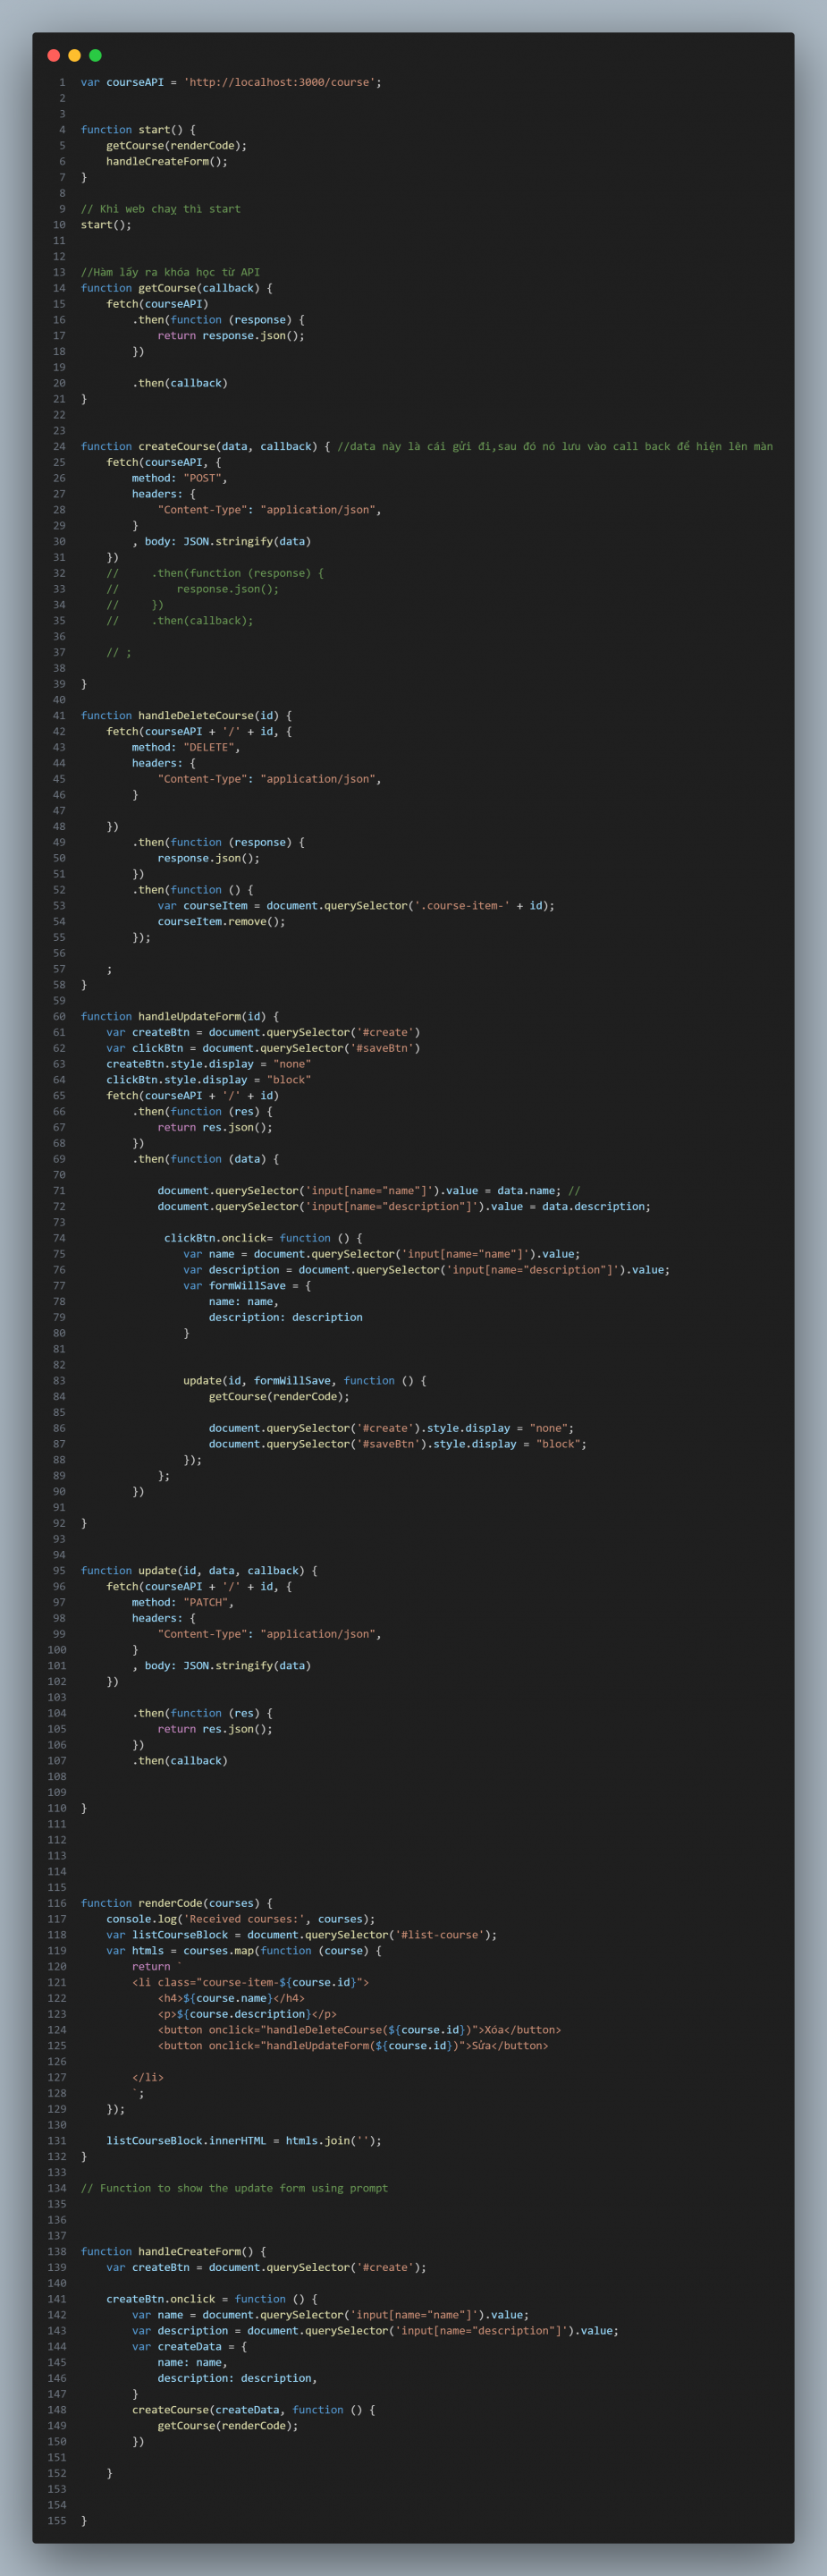 1 var courseAPI = 'http://localhost:3000/course';
2
3
4 function start() {
5     getCourse(renderCode);
6     handleCreateForm();
7 }
8
9 // Khi web chạy thì start
10 start();
11
12
13 //Hàm lấy ra khóa học từ API
14 function getCourse(callback) {
15     fetch(courseAPI)
16         .then(function (response) {
17             return response.json();
18         })
19
20         .then(callback)
21 }
22
23
24 function createCourse(data, callback) { //data này là cái gửi đi,sau đó nó lưu vào call back để hiện lên màn
25     fetch(courseAPI, {
26         method: "POST",
27         headers: {
28             "Content-Type": "application/json",
29         }
30         , body: JSON.stringify(data)
31     })
32     //     .then(function (response) {
33     //         response.json();
34     //     })
35     //     .then(callback);
36
37     // ;
38
39 }
40
41 function handleDeleteCourse(id) {
42     fetch(courseAPI + '/' + id, {
43         method: "DELETE",
44         headers: {
45             "Content-Type": "application/json",
46         }
47
48     })
49         .then(function (response) {
50             response.json();
51         })
52         .then(function () {
53             var courseItem = document.querySelector('.course-item-' + id);
54             courseItem.remove();
55         });
56
57     ;
58 }
59
60 function handleUpdateForm(id) {
61     var createBtn = document.querySelector('#create')
62     var clickBtn = document.querySelector('#saveBtn')
63     createBtn.style.display = "none"
64     clickBtn.style.display = "block"
65     fetch(courseAPI + '/' + id)
66         .then(function (res) {
67             return res.json();
68         })
69         .then(function (data) {
70
71             document.querySelector('input[name="name"]').value = data.name; //
72             document.querySelector('input[name="description"]').value = data.description;
73
74              clickBtn.onclick= function () {
75                 var name = document.querySelector('input[name="name"]').value;
76                 var description = document.querySelector('input[name="description"]').value;
77                 var formWillSave = {
78                     name: name,
79                     description: description
80                 }
81
82
83                 update(id, formWillSave, function () {
84                     getCourse(renderCode);
85
86                     document.querySelector('#create').style.display = "none";
87                     document.querySelector('#saveBtn').style.display = "block";
88                 });
89             };
90         })
91
92 }
93
94
95 function update(id, data, callback) {
96     fetch(courseAPI + '/' + id, {
97         method: "PATCH",
98         headers: {
99             "Content-Type": "application/json",
100         }
101         , body: JSON.stringify(data)
102     })
103
104         .then(function (res) {
105             return res.json();
106         })
107         .then(callback)
108
109
110 }
111
112
113
114
115
116 function renderCode(courses) {
117     console.log('Received courses:', courses);
118     var listCourseBlock = document.querySelector('#list-course');
119     var htmls = courses.map(function (course) {
120         return `
121         <li class="course-item-${course.id}">
122             <h4>${course.name}</h4>
123             <p>${course.description}</p>
124             <button onclick="handleDeleteCourse(${course.id})">Xóa</button>
125             <button onclick="handleUpdateForm(${course.id})">Sửa</button>
126
127         </li>
128         `;
129     });
130
131     listCourseBlock.innerHTML = htmls.join('');
132 }
133
134 // Function to show the update form using prompt
135
136
137
138 function handleCreateForm() {
139     var createBtn = document.querySelector('#create');
140
141     createBtn.onclick = function () {
142         var name = document.querySelector('input[name="name"]').value;
143         var description = document.querySelector('input[name="description"]').value;
144         var createData = {
145             name: name,
146             description: description,
147         }
148         createCourse(createData, function () {
149             getCourse(renderCode);
150         })
151
152     }
153
154
155 }